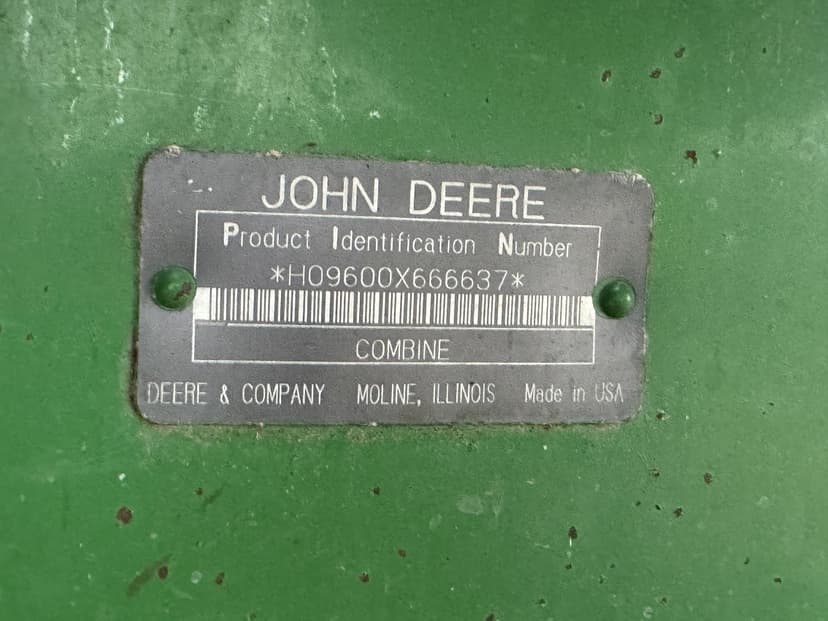 JOHN DEERE
Product Identification Number
*H09600X666637*
COMBINE
DEERE & COMPANY MOLINE, ILLINOIS Made in USA